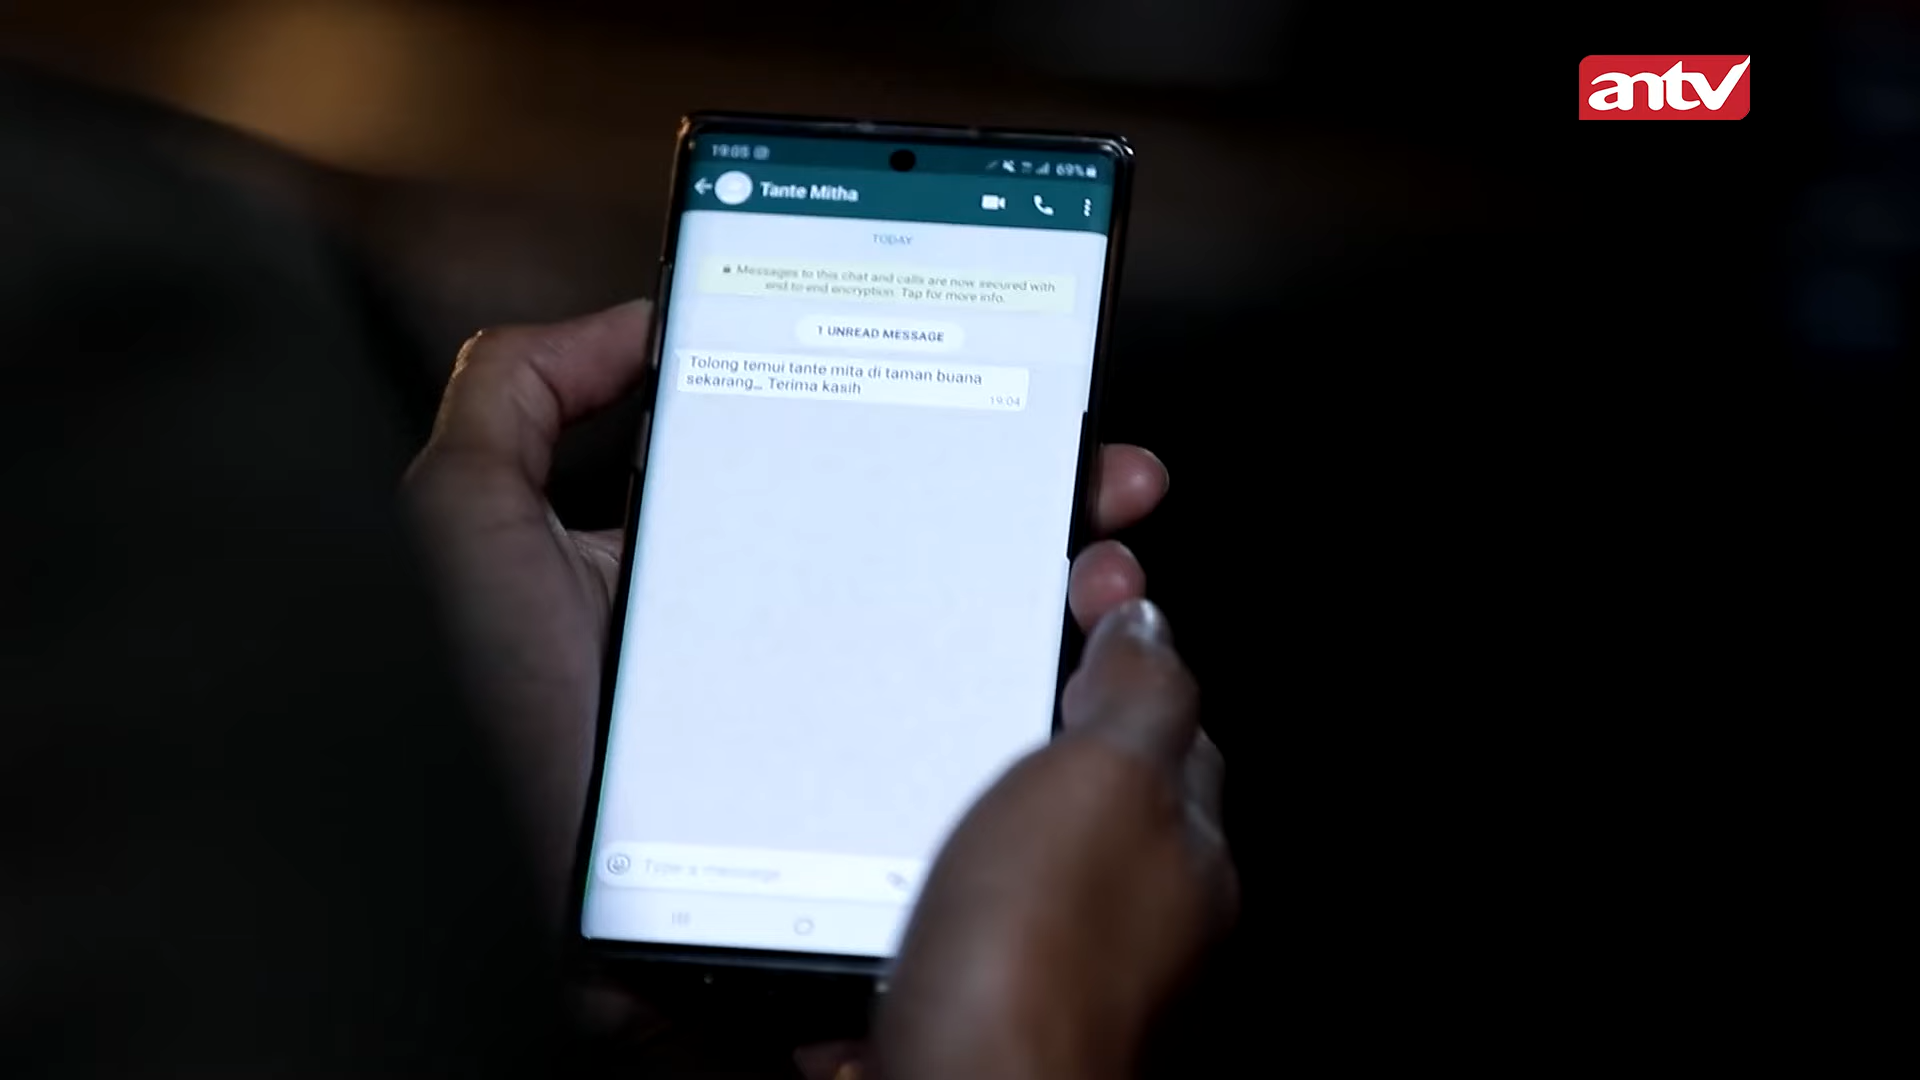 antv
19:05
69%
Tante Mitha
TODAY
Messages to this chat and calls are now secured with
end-to-end encryption. Tap for more info.
1 UNREAD MESSAGE
Tolong temui tante mita di taman buana
sekarang... Terima kasih
19:04
Type a message